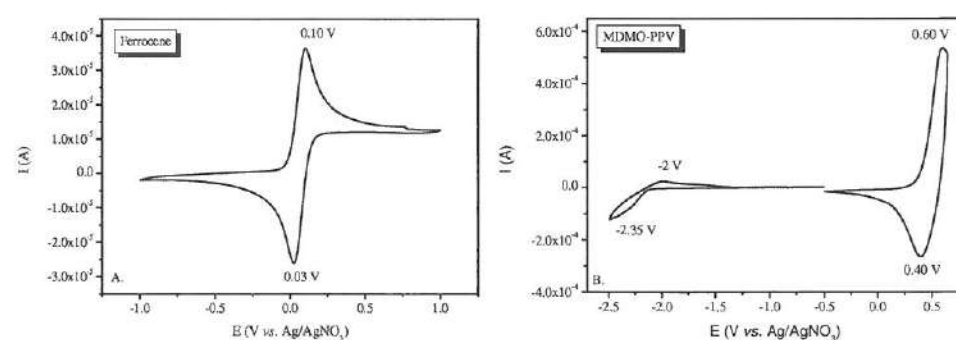 Ferrocene
0.10 V
4.0x10⁻⁵
3.0x10⁻⁵
2.0x10⁻⁵
1.0x10⁻⁵
0.0
-1.0x10⁻⁵
-2.0x10⁻⁵
-3.0x10⁻⁵
I (A)
0.03 V
A.
-1.0
-0.5
0.0
0.5
1.0
E (V vs. Ag/AgNO₃)
MDMO-PPV
0.60 V
6.0x10⁻⁴
4.0x10⁻⁴
2.0x10⁻⁴
0.0
-2.0x10⁻⁴
-4.0x10⁻⁴
I (A)
-2 V
-2.35 V
0.40 V
B.
-2.5
-2.0
-1.5
-1.0
-0.5
0.0
0.5
E (V vs. Ag/AgNO₃)